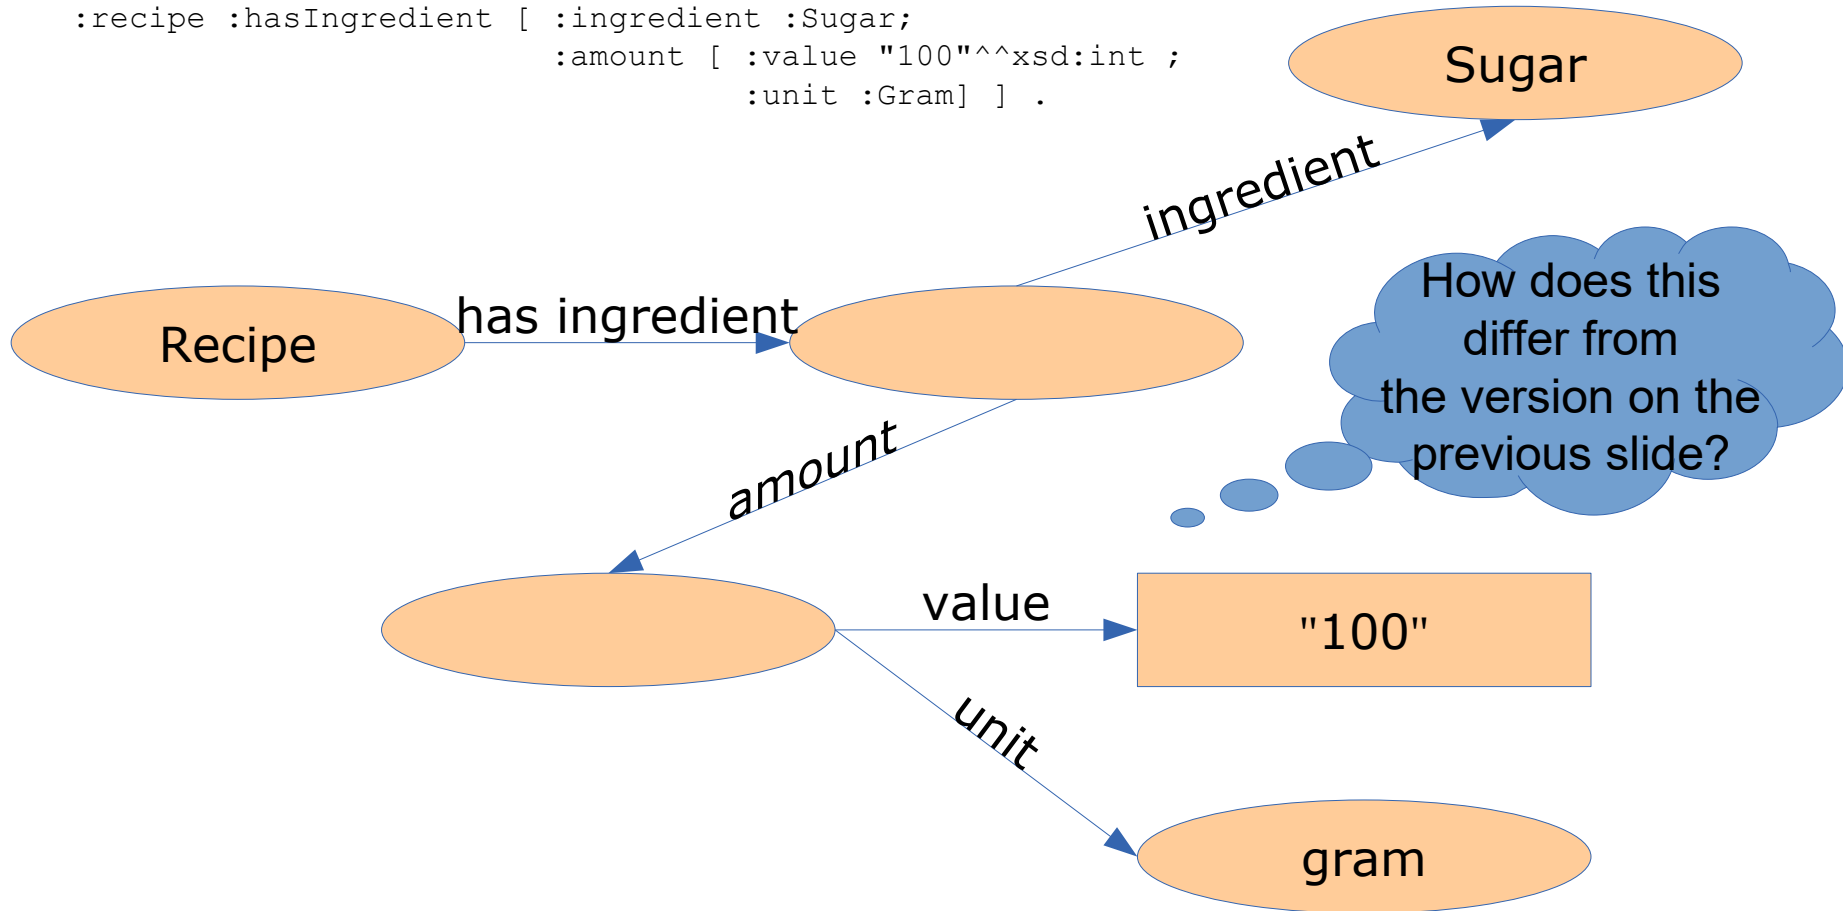 :recipe :hasIngredient [ :ingredient :Sugar;
:amount [ :value "100"^^xsd:int ;
:unit :Gram] ] .
Sugar
ingredient
How does this
differ from
the version on the
previous slide?
has ingredient
Recipe
amount
value
"100"
unit
gram